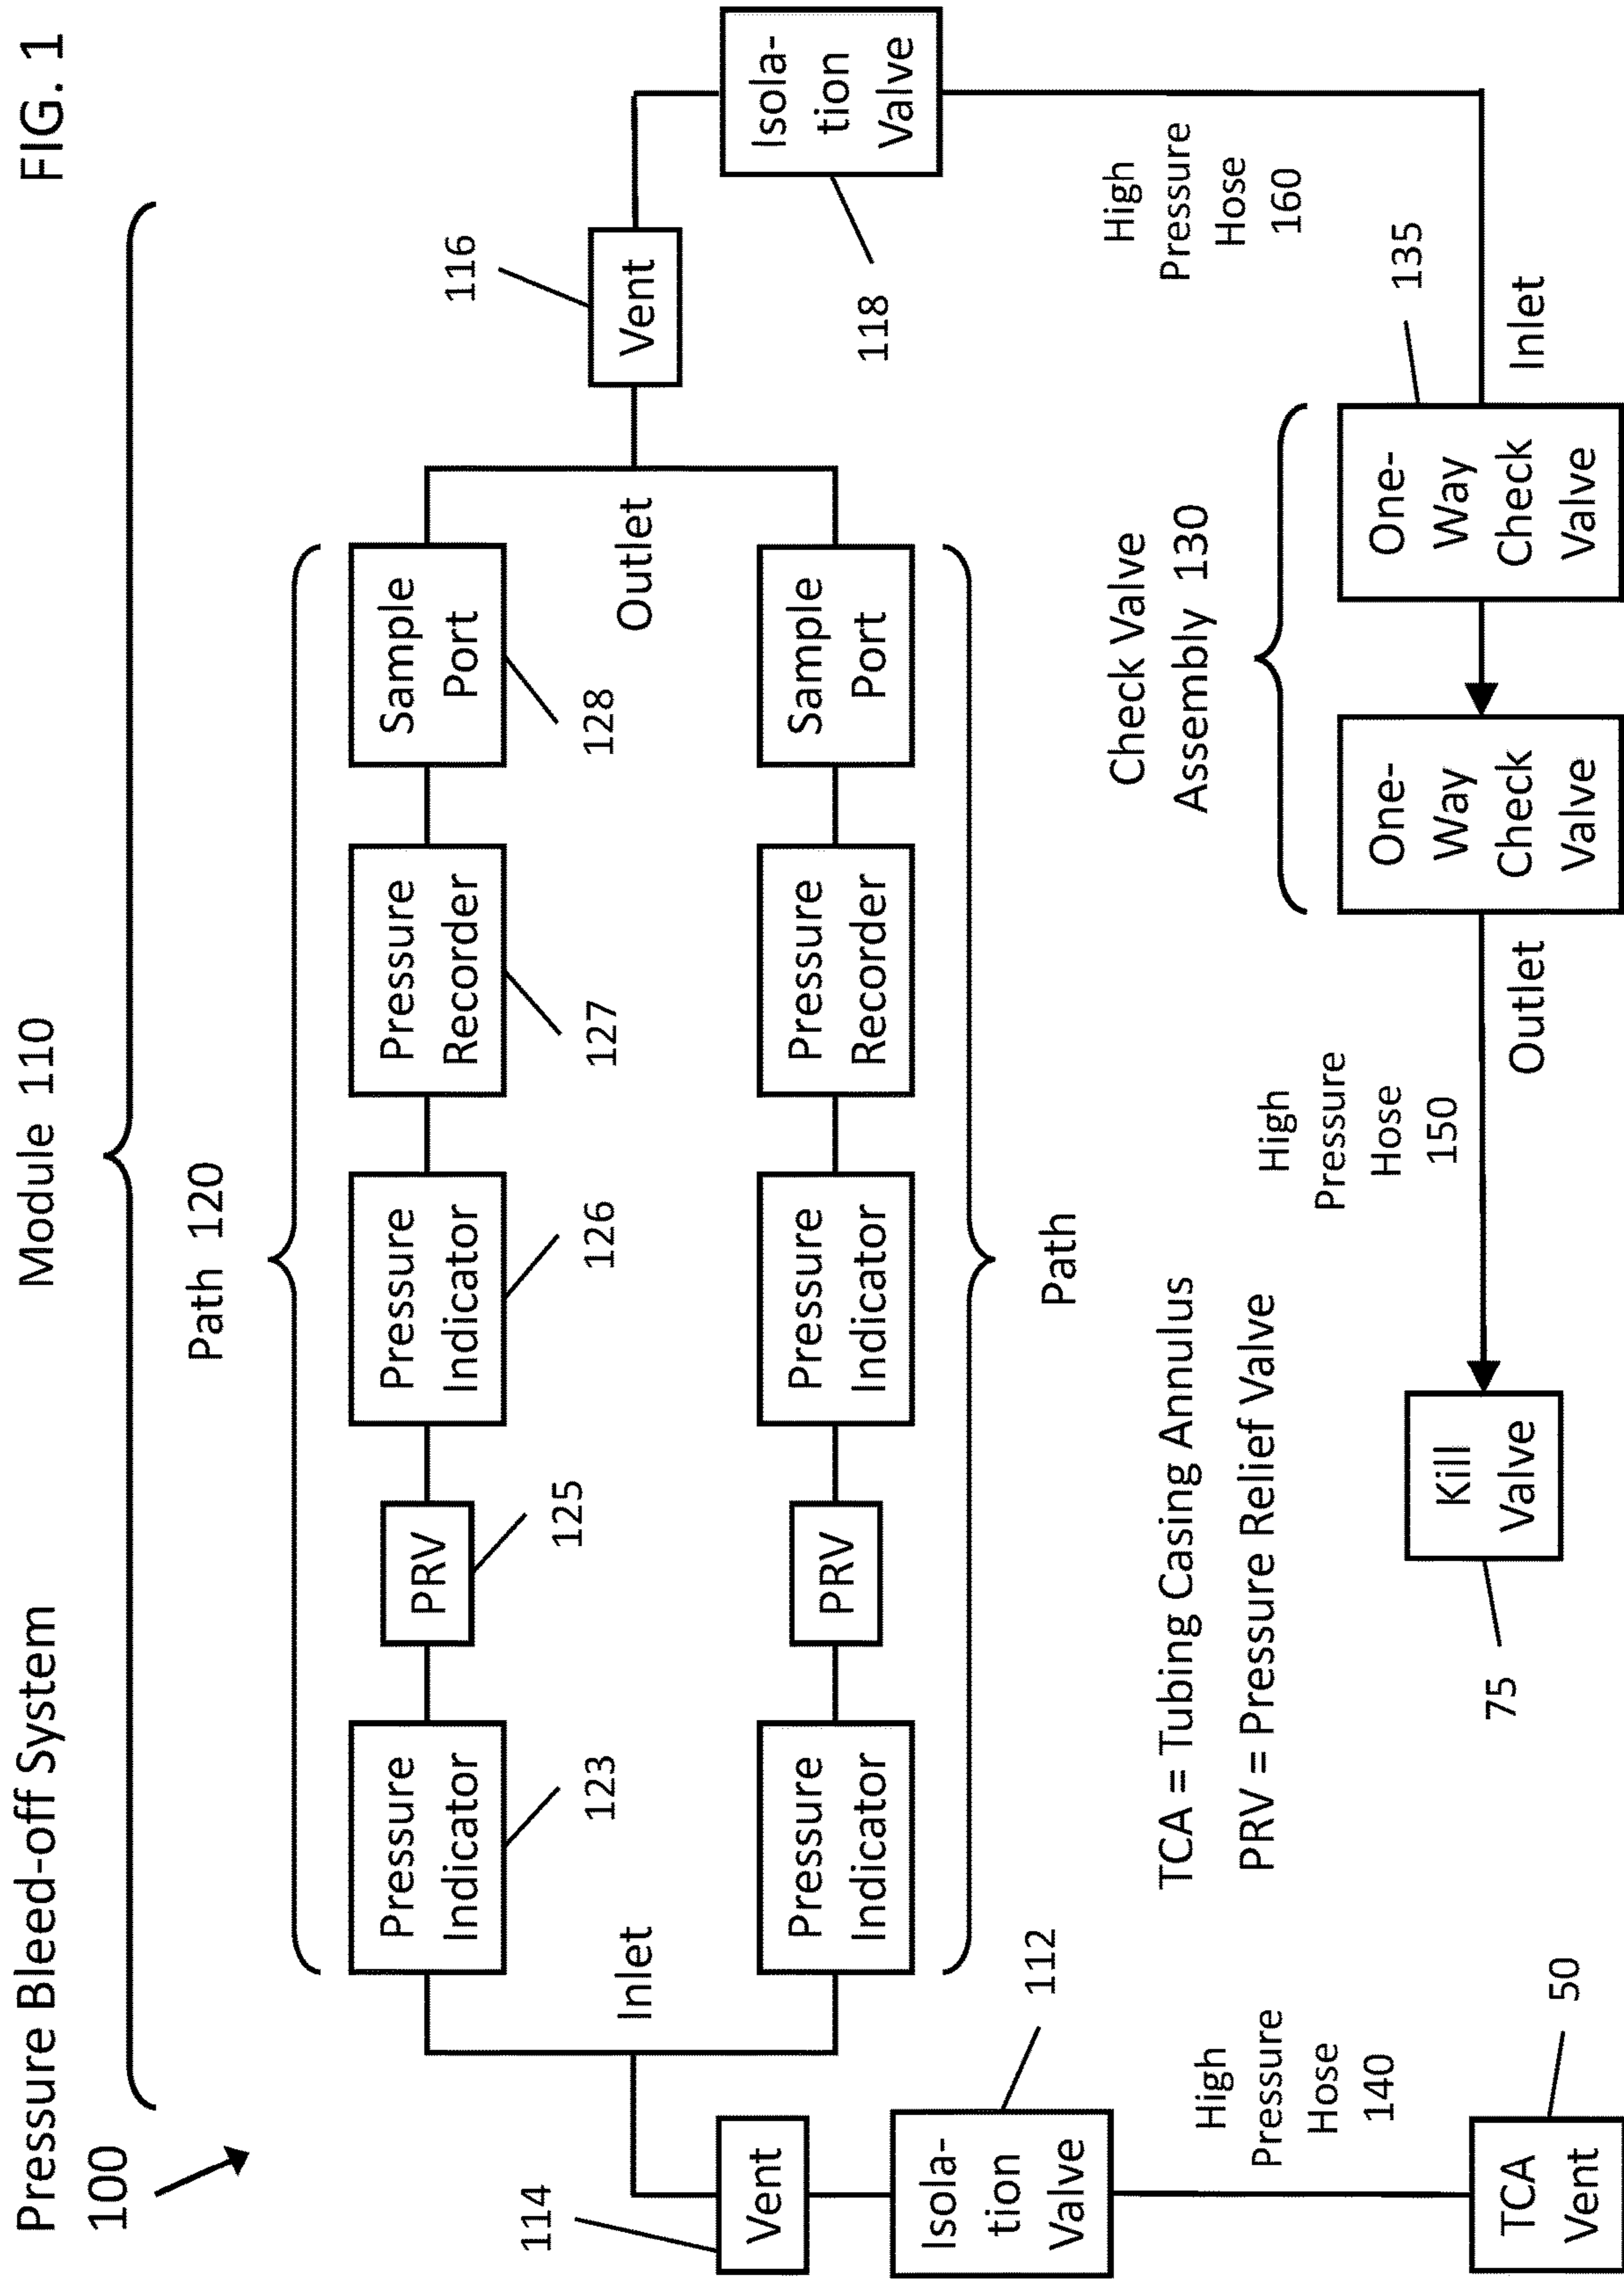 Pressure Bleed-off System
100
Module 110
FIG. 1
Path 120
Pressure
Indicator
123
PRV
125
Pressure
Indicator
126
Pressure
Recorder
127
Sample
Port
128
Inlet
Outlet
Vent
116
Isola-
tion
Valve
118
Pressure
Indicator
PRV
Pressure
Indicator
Pressure
Recorder
Sample
Port
Path
Vent
114
Isola-
tion
Valve
112
High
Pressure
Hose
140
TCA
Vent
50
TCA = Tubing Casing Annulus
PRV = Pressure Relief Valve
Kill
Valve
75
High
Pressure
Hose
150
Outlet
Check Valve
Assembly 130
One-
Way
Check
Valve
One-
Way
Check
Valve
135
Inlet
High
Pressure
Hose
160